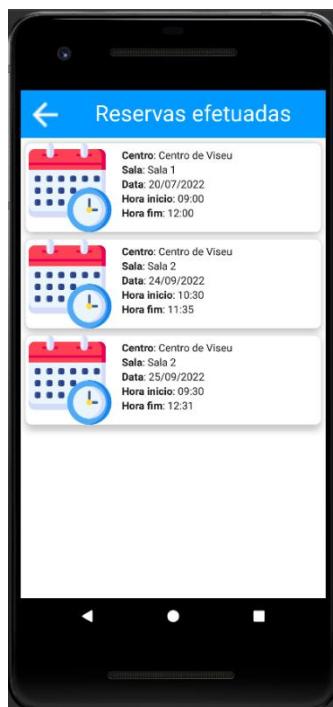 Reservas efetuadas
Centro: Centro de Viseu
Sala: Sala 1
Data: 20/07/2022
Hora inicio: 09:00
Hora fim: 12:00
Centro: Centro de Viseu
Sala: Sala 2
Data: 24/09/2022
Hora inicio: 10:30
Hora fim: 11:35
Centro: Centro de Viseu
Sala: Sala 2
Data: 25/09/2022
Hora inicio: 09:30
Hora fim: 12:31